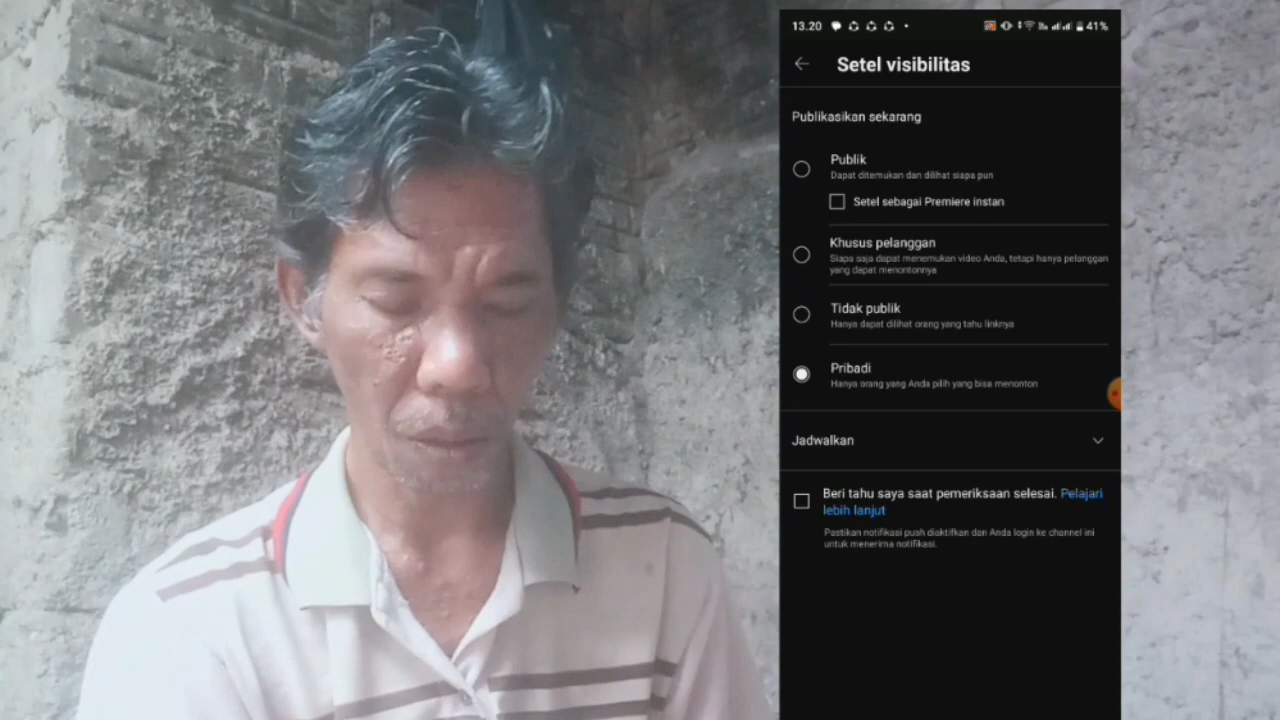 13.20
41%
Setel visibilitas
Publikasikan sekarang
Publik
Dapat ditemukan dan dilihat siapa pun
Setel sebagai Premiere instan
Khusus pelanggan
Siapa saja dapat menemukan video Anda, tetapi hanya pelanggan
yang dapat menontonnya
Tidak publik
Hanya dapat dilihat orang yang tahu linknya
Pribadi
Hanya orang yang Anda pilih yang bisa menonton
Jadwalkan
Beri tahu saya saat pemeriksaan selesai. Pelajari
lebih lanjut
Pastikan notifikasi push diaktifkan dan Anda login ke channel ini
untuk menerima notifikasi.